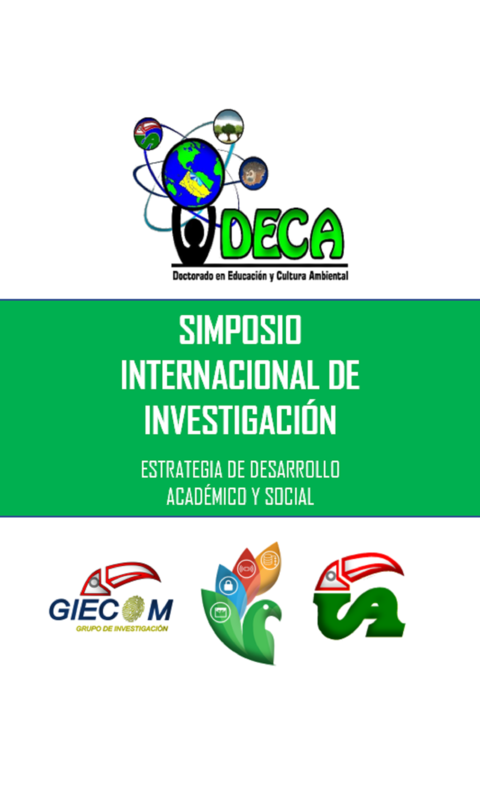 DECA
Doctorado en Educación y Cultura Ambiental
SIMPOSIO
INTERNACIONAL DE
INVESTIGACIÓN
ESTRATEGIA DE DESARROLLO
ACADÉMICO Y SOCIAL
GIECOM
GRUPO DE INVESTIGACIÓN